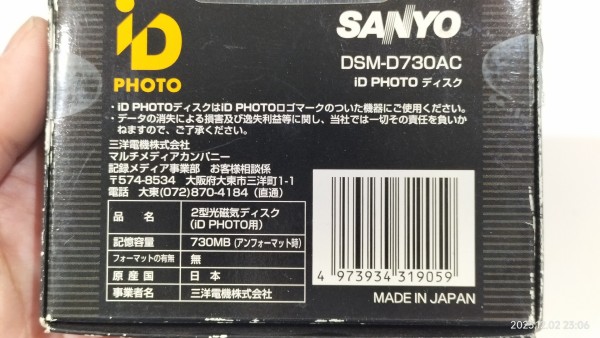 iD
PHOTO
SANYO
DSM-D730AC
iD PHOTO ディスク
・iD PHOTOディスクはiD PHOTOロゴマークのついた機器にご使用ください。
・データの消失による損害及び逸失利益等に関し、当社では一切その責任を負いか
ねますので、ご了承ください。
三洋電機株式会社
マルチメディアカンパニー
記録メディア事業部 お客様相談係
〒574-8534 大阪府大東市三洋町1-1
電話 大東(072)870-4184（直通）
品名 2型光磁気ディスク
(iD PHOTO用)
記憶容量 730MB (アンフォーマット時)
フォーマットの有無 無
原産国 日本
事業者名 三洋電機株式会社
4 973934 319059
MADE IN JAPAN
2025.12.02 23:06